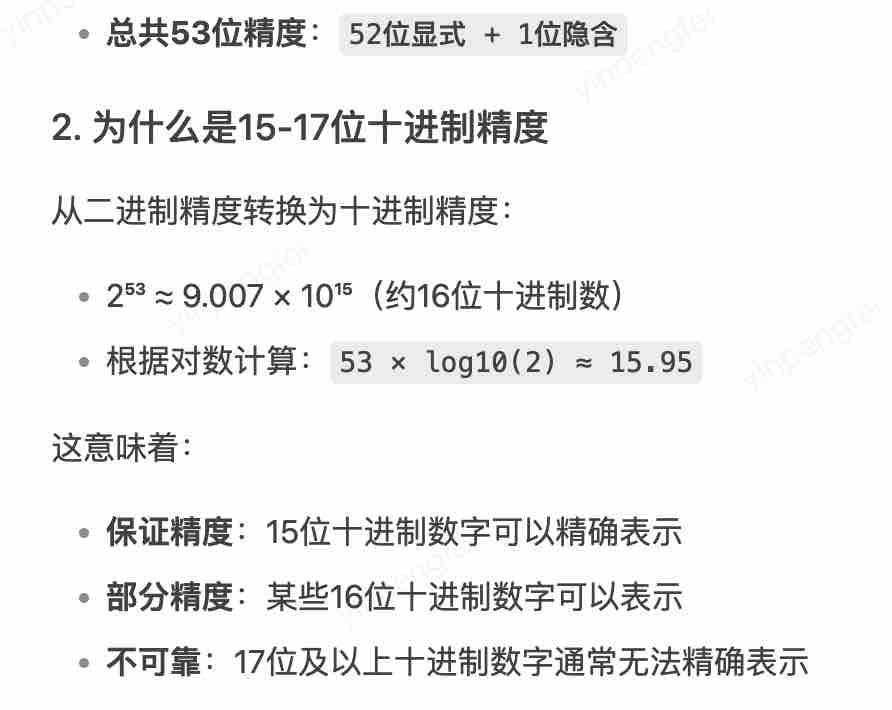 总共53位精度：52位显式 + 1位隐含
2. 为什么是15-17位十进制精度
从二进制精度转换为十进制精度：
2⁵³ ≈ 9.007 × 10¹⁵（约16位十进制数）
根据对数计算：53 × log10(2) ≈ 15.95
这意味着：
保证精度：15位十进制数字可以精确表示
部分精度：某些16位十进制数字可以表示
不可靠：17位及以上十进制数字通常无法精确表示
yinpangfei